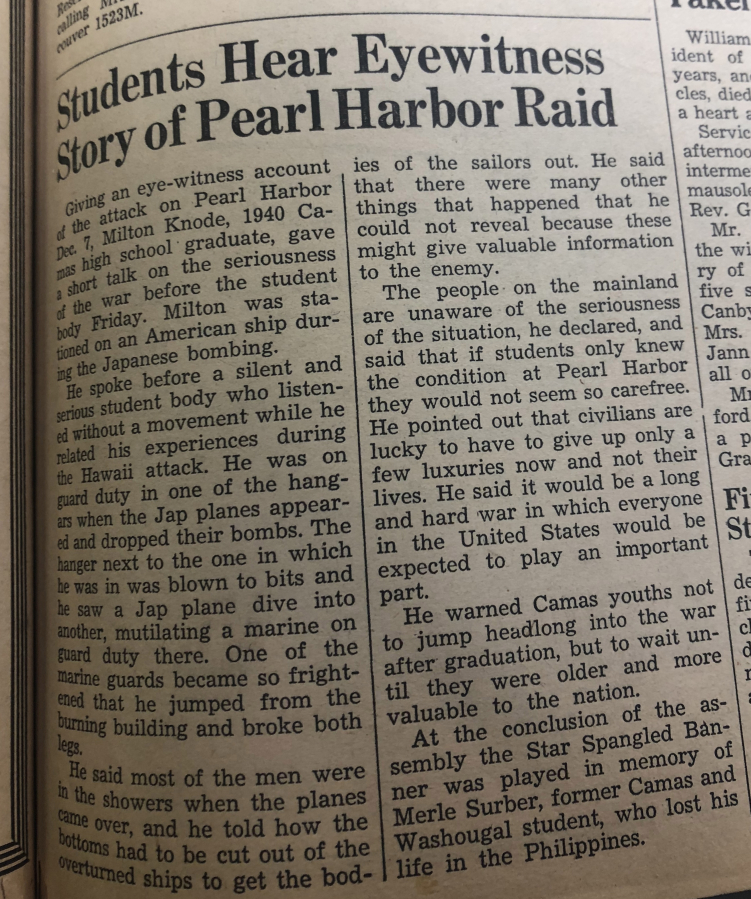 calling
couver 1523M.
Students Hear Eyewitness
Story of Pearl Harbor Raid
Giving an eye-witness account
of the attack on Pearl Harbor
Dec. 7, Milton Knode, 1940 Ca-
mas high school graduate, gave
a short talk on the seriousness
of the war before the student
body Friday. Milton was sta-
tioned on an American ship dur-
ing the Japanese bombing.
He spoke before a silent and
serious student body who listen-
ed without a movement while he
related his experiences during
the Hawaii attack. He was on
guard duty in one of the hang-
ars when the Jap planes appear-
ed and dropped their bombs. The
hanger next to the one in which
he was in was blown to bits and
he saw a Jap plane dive into
another, mutilating a marine on
guard duty there. One of the
marine guards became so fright-
ened that he jumped from the
burning building and broke both
legs.
He said most of the men were
in the showers when the planes
came over, and he told how the
bottoms had to be cut out of the
overturned ships to get the bod-
ies of the sailors out. He said
that there were many other
things that happened that he
could not reveal because these
might give valuable information
to the enemy.
The people on the mainland
are unaware of the seriousness
of the situation, he declared, and
said that if students only knew
the condition at Pearl Harbor
they would not seem so carefree.
He pointed out that civilians are
lucky to have to give up only a
few luxuries now and not their
lives. He said it would be a long
and hard war in which everyone
in the United States would be
expected to play an important
part.
He warned Camas youths not
to jump headlong into the war
after graduation, but to wait un-
til they were older and more
valuable to the nation.
At the conclusion of the as-
sembly the Star Spangled Ban-
ner was played in memory of
Merle Surber, former Camas and
Washougal student, who lost his
life in the Philippines.
William
ident of
years, an
cles, died
a heart a
Servic
afternoo
interme
mausole
Rev. G
Mr.
the wi
ry of
five s
Canby
Mrs.
Jann
all o
Mr
ford
a p
Gra
Fi
St
de
fi